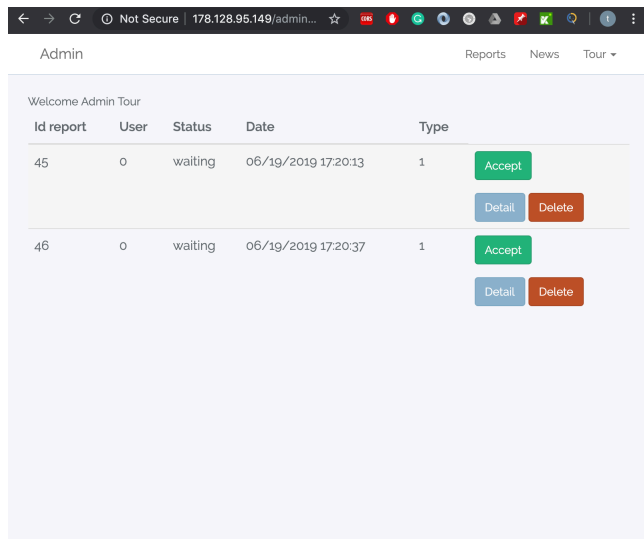 Not Secure 178.128.95.149/admin...
CORS
t
Admin Reports News Tour
Welcome Admin Tour
Id report User Status Date Type
45 0 waiting 06/19/2019 17:20:13 1 Accept
Detail Delete
46 0 waiting 06/19/2019 17:20:37 1 Accept
Detail Delete